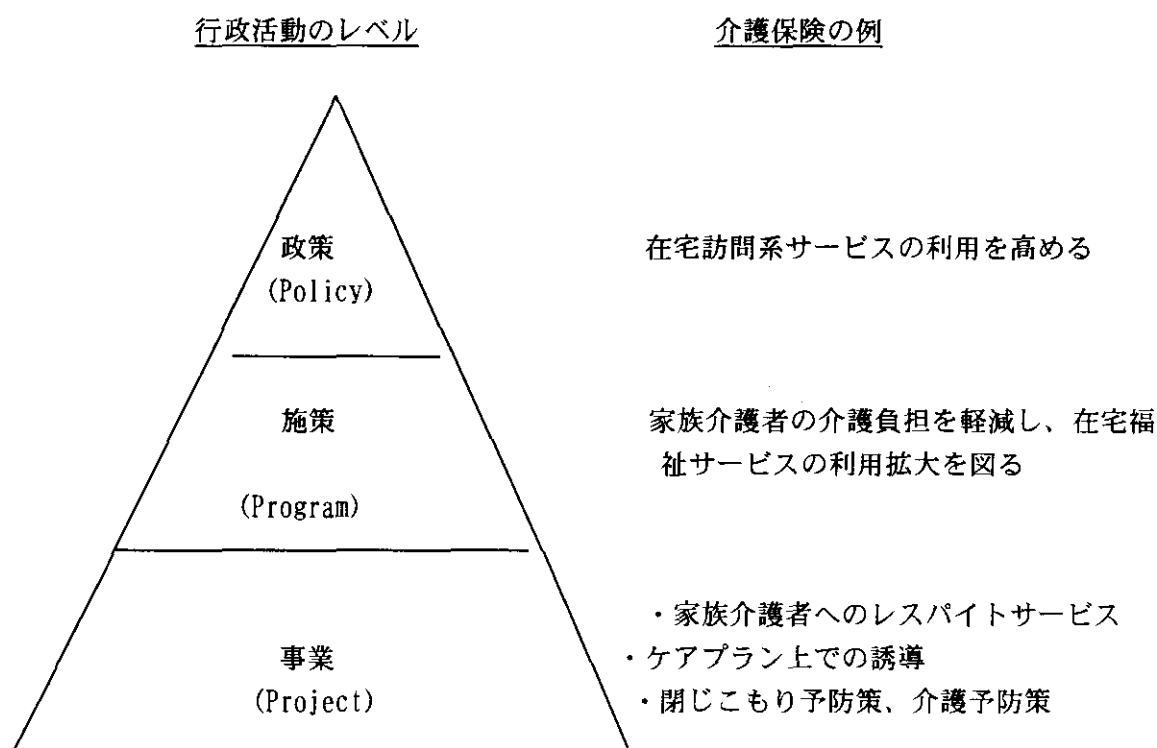 行政活動のレベル
介護保険の例
政策
(Policy)
在宅訪問系サービスの利用を高める
施策
(Program)
家族介護者の介護負担を軽減し、在宅福
祉サービスの利用拡大を図る
事業
(Project)
・家族介護者へのレスパイトサービス
・ケアプラン上での誘導
・閉じこもり予防策、介護予防策